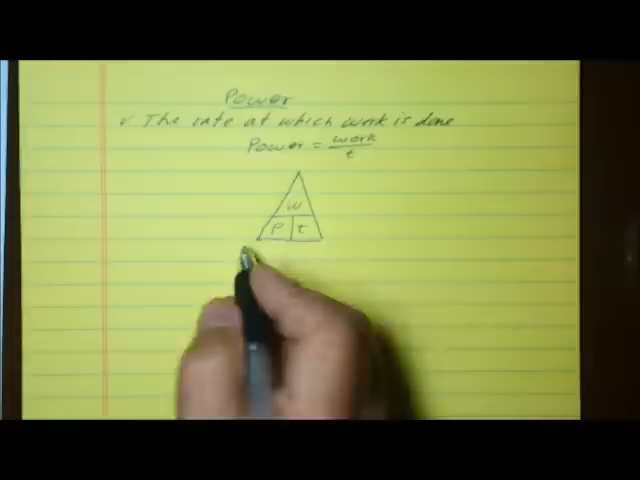 Power
✓ The rate at which work is done
Power = work
t
W
P t